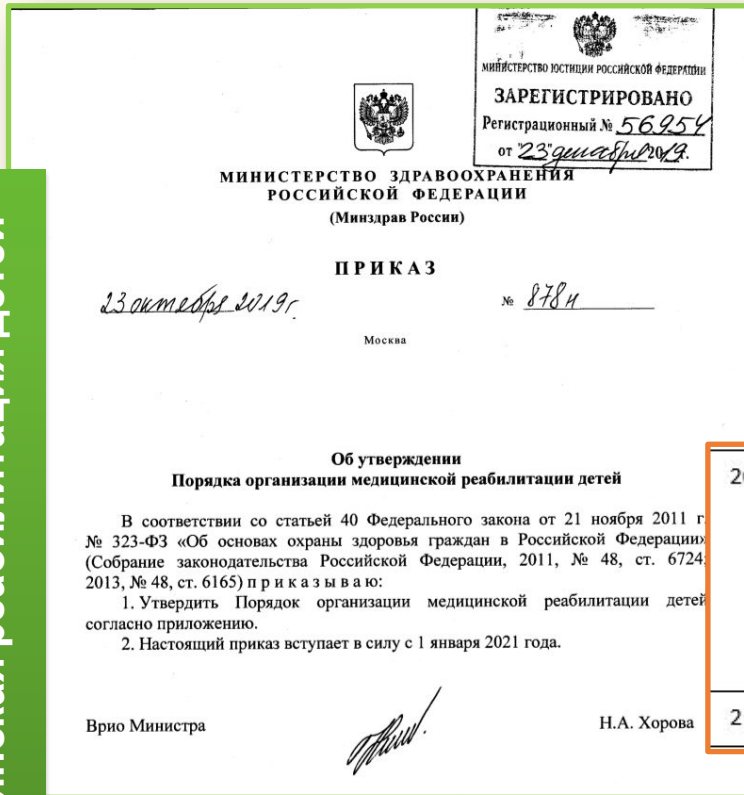 МИНИСТЕРСТВО ЮСТИЦИИ РОССИЙСКОЙ ФЕДЕРАЦИИ
ЗАРЕГИСТРИРОВАНО
Регистрационный № 56954
от "23" декабря 2019.
МИНИСТЕРСТВО ЗДРАВООХРАНЕНИЯ
РОССИЙСКОЙ ФЕДЕРАЦИИ
(Минздрав России)
ПРИКАЗ
23 октября 2019г.
№ 878н
Москва
Об утверждении
Порядка организации медицинской реабилитации детей
В соответствии со статьей 40 Федерального закона от 21 ноября 2011 г.
№ 323-ФЗ «Об основах охраны здоровья граждан в Российской Федерации»
(Собрание законодательства Российской Федерации, 2011, № 48, ст. 6724;
2013, № 48, ст. 6165) п р и к а з ы в а ю:
1. Утвердить Порядок организации медицинской реабилитации детей
согласно приложению.
2. Настоящий приказ вступает в силу с 1 января 2021 года.
Врио Министра
Н.А. Хорова
реабилитация детей